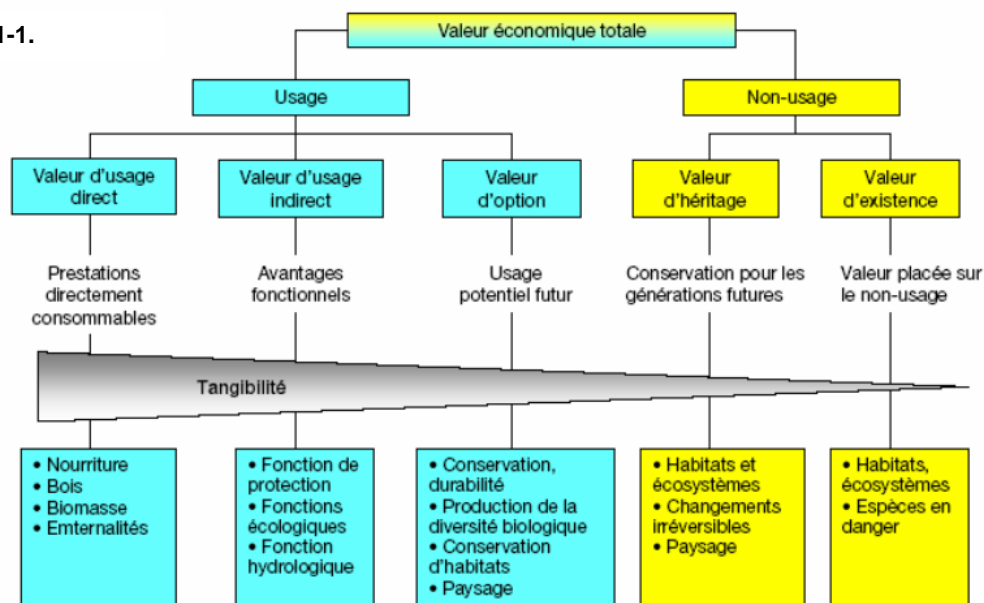 1-1.
Valeur économique totale
Usage
Non-usage
Valeur d'usage
direct
Valeur d'usage
indirect
Valeur
d'option
Valeur
d'héritage
Valeur
d'existence
Prestations
directement
consommables
Avantages
fonctionnels
Usage
potentiel futur
Conservation pour les
générations futures
Valeur placée sur
le non-usage
Tangibilité
• Nourriture
• Bois
• Biomasse
• Emternalités
• Fonction de
protection
• Fonctions
écologiques
• Fonction
hydrologique
• Conservation,
durabilité
• Production de la
diversité biologique
• Conservation
d'habitats
• Paysage
• Habitats et
écosystèmes
• Changements
irréversibles
• Paysage
• Habitats,
écosystèmes
• Espèces en
danger